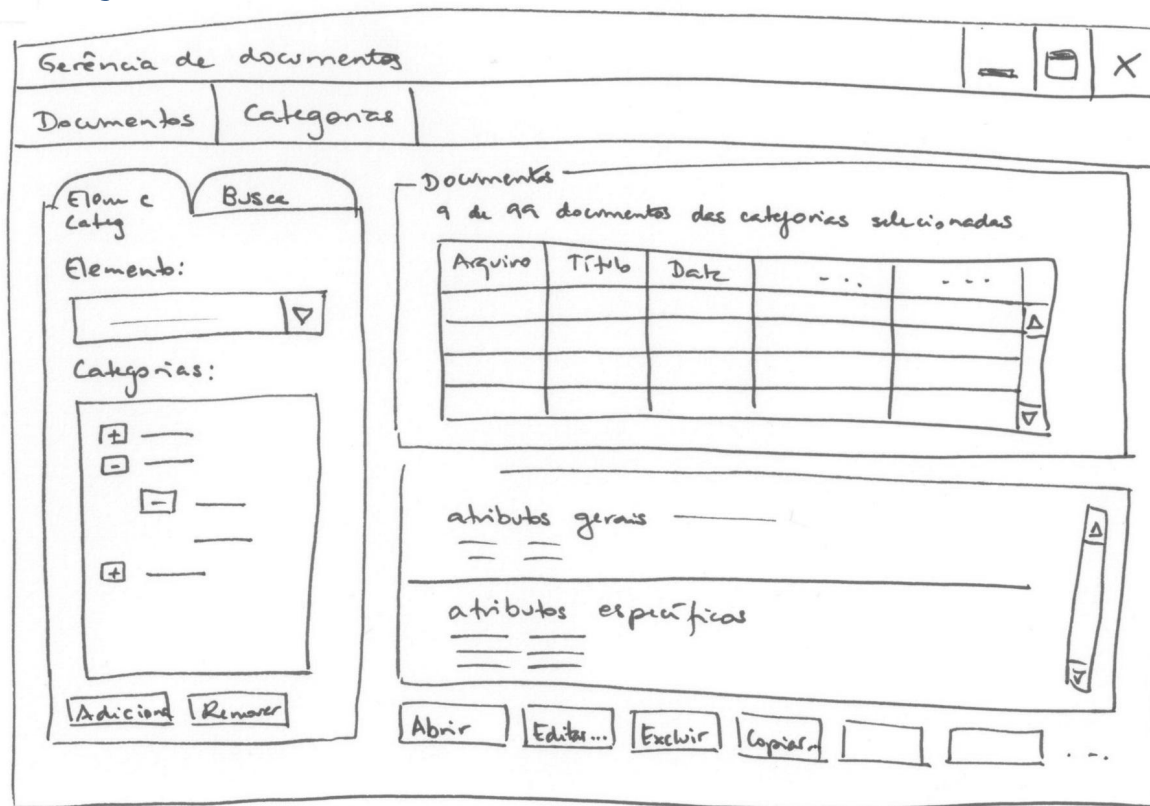 Gerência de documentos
Documentos Categorias
Elem e Busca
Categ
Elemento:
Categorias:
Adicionar Remover
Documentos
9 de 99 documentos das categorias selecionadas
Arquivo Título Data ... ...
atributos gerais
atributos específicos
Abrir Editar... Excluir Copiar... ...